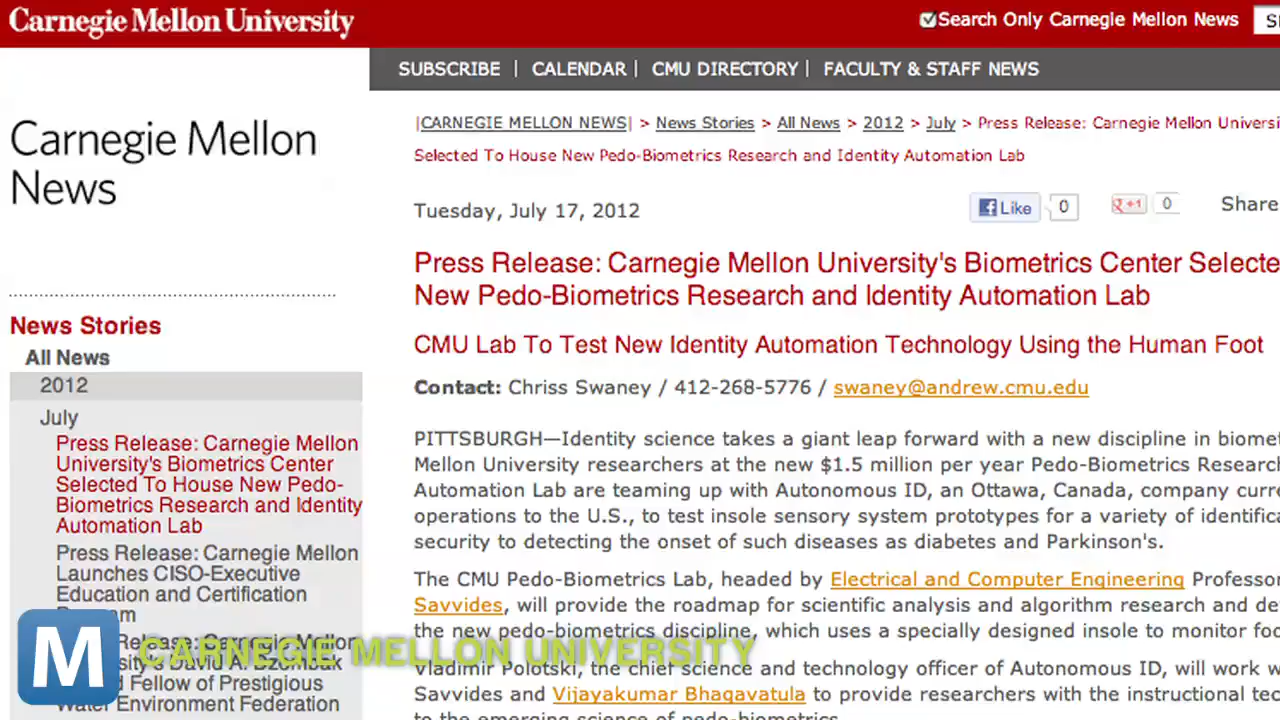 Carnegie Mellon University
Search Only Carnegie Mellon News
SUBSCRIBE | CALENDAR | CMU DIRECTORY | FACULTY & STAFF NEWS
Carnegie Mellon
News
|CARNEGIE MELLON NEWS| > News Stories > All News > 2012 > July > Press Release: Carnegie Mellon
Selected To House New Pedo-Biometrics Research and Identity Automation Lab
Tuesday, July 17, 2012
Like 0 +1 0 Share
Press Release: Carnegie Mellon University's Biometrics Center
New Pedo-Biometrics Research and Identity Automation Lab
CMU Lab To Test New Identity Automation Technology Using the Human Foot
Contact: Chriss Swaney / 412-268-5776 / swaney@andrew.cmu.edu
PITTSBURGH—Identity science takes a giant leap forward with a new discipline in
Mellon University researchers at the new $1.5 million per year Pedo-Biometrics
Automation Lab are teaming up with Autonomous ID, an Ottawa, Canada, company
operations to the U.S., to test insole sensory system prototypes for a variety of
security to detecting the onset of such diseases as diabetes and Parkinson's.
The CMU Pedo-Biometrics Lab, headed by Electrical and Computer Engineering
Savvides, will provide the roadmap for scientific analysis and algorithm research and
the new pedo-biometrics discipline, which uses a specially designed insole to monitor
Vladimir Polotski, the chief science and technology officer of Autonomous ID, will work
Savvides and Vijayakumar Bhagavatula to provide researchers with the instructional
to the emerging science of pedo-biometrics.
News Stories
All News
2012
July
Press Release: Carnegie Mellon
University's Biometrics Center
Selected To House New Pedo-
Biometrics Research and Identity
Automation Lab
Press Release: Carnegie Mellon
Launches CISO-Executive
Education and Certification
Release: Carnegie Mellon
David A.
Fellow of Prestigious
Water Environment Federation
M
CARNEGIE MELLON UNIVERSITY